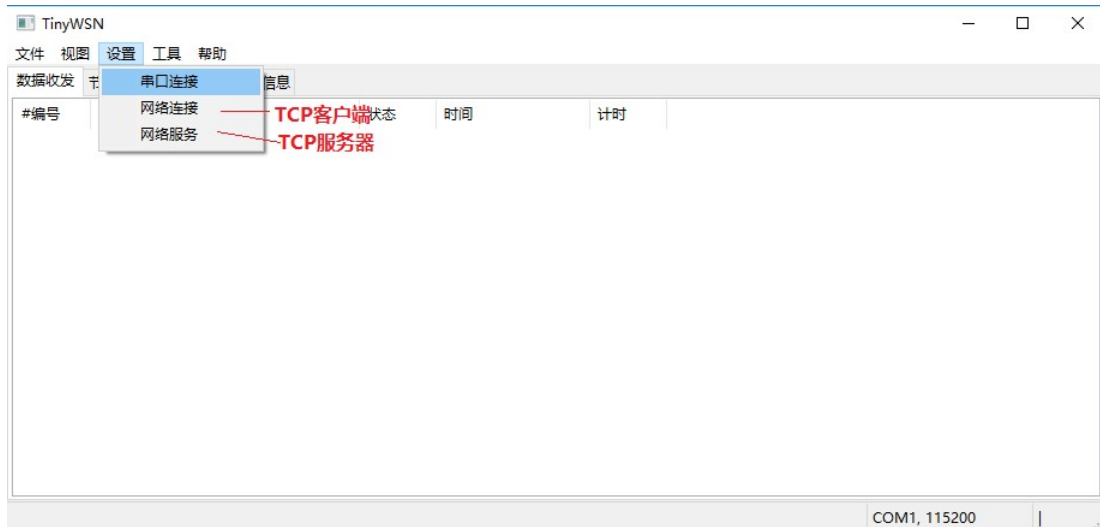 TinyWSN
文件 视图 设置 工具 帮助
数据收发 信息
串口连接
网络连接
网络服务
TCP客户端
TCP服务器
#编号 状态 时间 计时
COM1, 115200